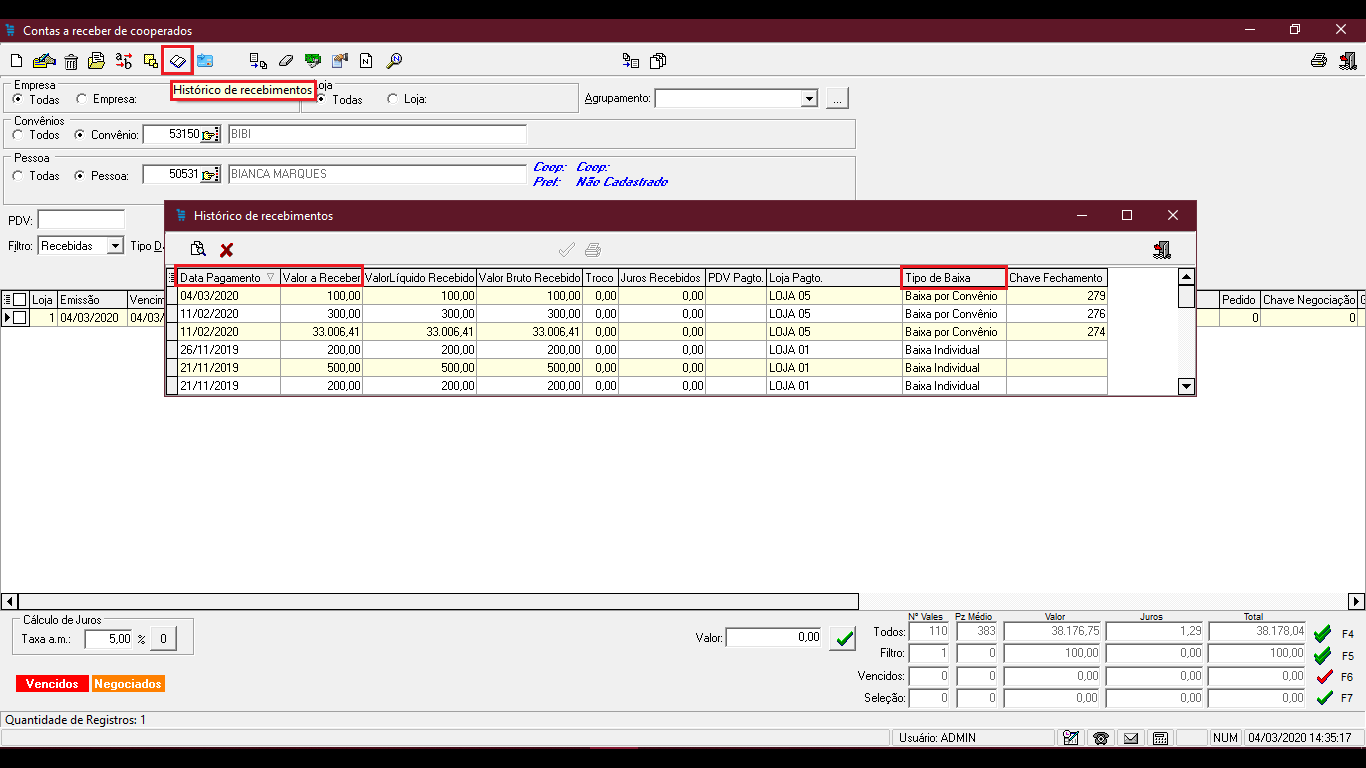 Contas a receber de cooperados
Histórico de recebimentos
Empresa
Todas Empresa:
Loja
Todas Loja:
Agrupamento: ...
Convênios
Todos Convênio: 53150 BIBI
Pessoa
Todas Pessoa: 50531 BIANCA MARQUES
Coop: Coop:
Pref: Não Cadastrado
PDV:
Filtro: Recebidas Tipo Da
Histórico de recebimentos
Data Pagamento Valor a Receber ValorLíquido Recebido Valor Bruto Recebido Troco Juros Recebidos PDV Pagto. Loja Pagto. Tipo de Baixa Chave Fechamento
04/03/2020 100,00 100,00 100,00 0,00 0,00 LOJA 05 Baixa por Convênio 279
11/02/2020 300,00 300,00 300,00 0,00 0,00 LOJA 05 Baixa por Convênio 276
11/02/2020 33.006,41 33.006,41 33.006,41 0,00 0,00 LOJA 05 Baixa por Convênio 274
26/11/2019 200,00 200,00 200,00 0,00 0,00 LOJA 01 Baixa Individual
21/11/2019 500,00 500,00 500,00 0,00 0,00 LOJA 01 Baixa Individual
21/11/2019 200,00 200,00 200,00 0,00 0,00 LOJA 01 Baixa Individual
Loja Emissão Vencim Pedido Chave Negociação G
1 04/03/2020 04/03/ 0 0
Cálculo de Juros
Taxa a.m.: 5,00 % 0
Valor: 0,00
Vencidos Negociados
Nº Vales Pz Médio Valor Juros Total
Todos: 110 383 38.176,75 1,29 38.178,04 F4
Filtro: 1 0 100,00 0,00 100,00 F5
Vencidos: 0 0 0,00 0,00 0,00 F6
Seleção: 0 0 0,00 0,00 0,00 F7
Quantidade de Registros: 1
Usuário: ADMIN NUM 04/03/2020 14:35:17